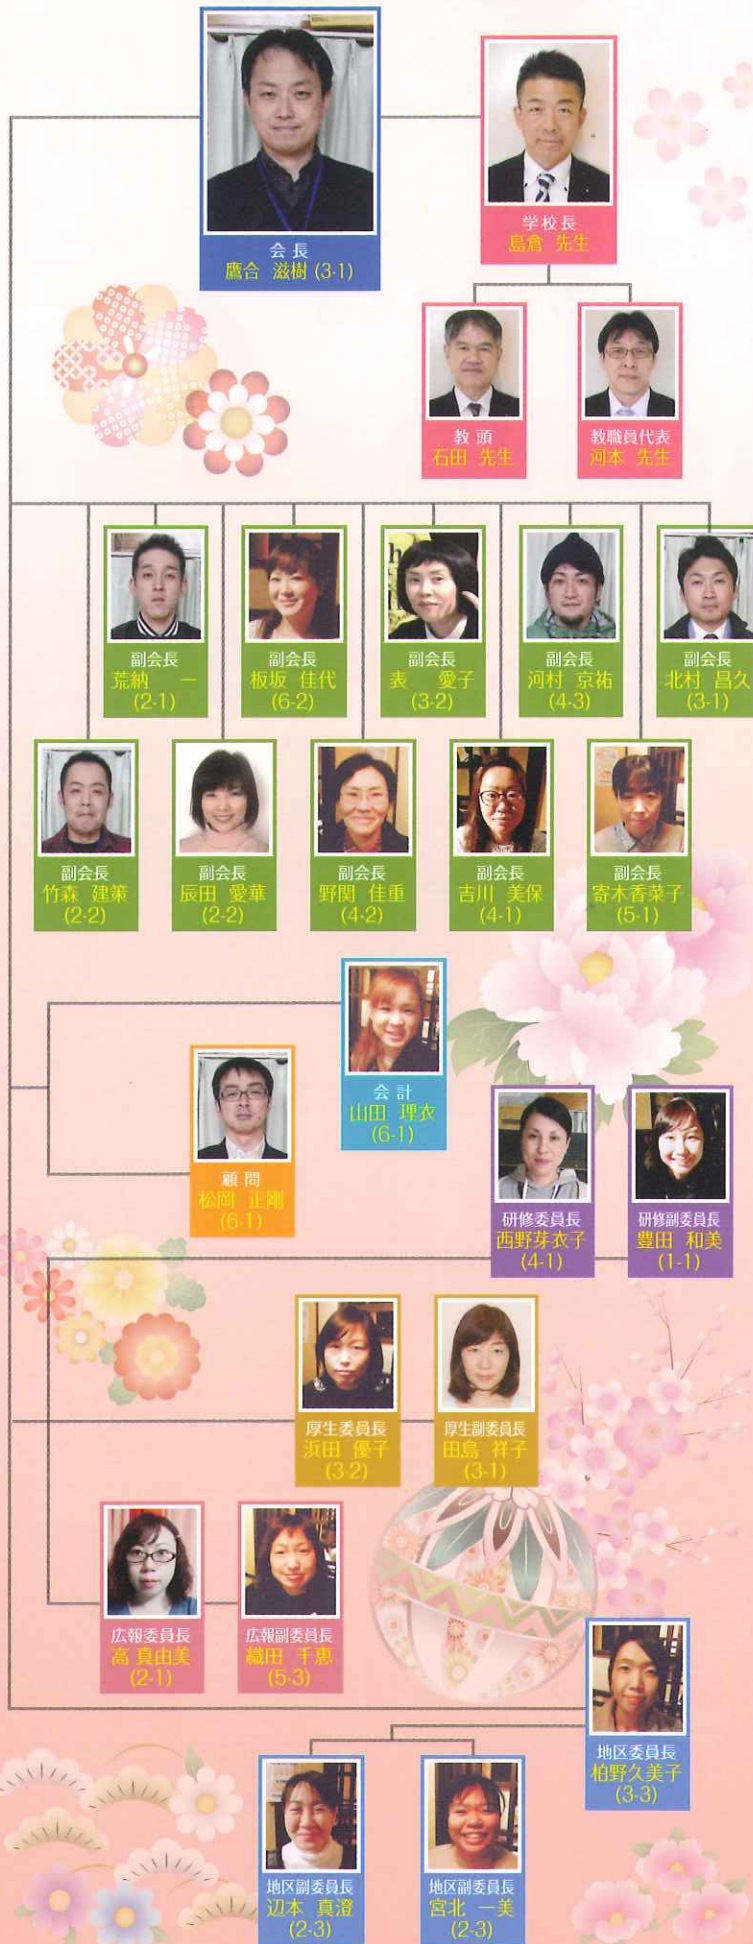 会 長
鷹合 滋樹 (3-1)
学校長
島倉 先生
教 頭
石田 先生
教職員代表
河本 先生
副会長
荒納 一
(2-1)
副会長
板坂 佳代
(6-2)
副会長
表 愛子
(3-2)
副会長
河村 京祐
(4-3)
副会長
北村 昌久
(3-1)
副会長
竹森 建策
(2-2)
副会長
辰田 愛華
(2-2)
副会長
野関 佳重
(4-2)
副会長
吉川 美保
(4-1)
副会長
寄木香菜子
(5-1)
会 計
山田 理衣
(6-1)
顧 問
松岡 正剛
(6-1)
研修委員長
西野芽衣子
(4-1)
研修副委員長
豊田 和美
(1-1)
厚生委員長
浜田 優子
(3-2)
厚生副委員長
田島 祥子
(3-1)
広報委員長
高 真由美
(2-1)
広報副委員長
織田 千恵
(5-3)
地区委員長
柏野久美子
(3-3)
地区副委員長
辺本 真澄
(2-3)
地区副委員長
宮北 一美
(2-3)